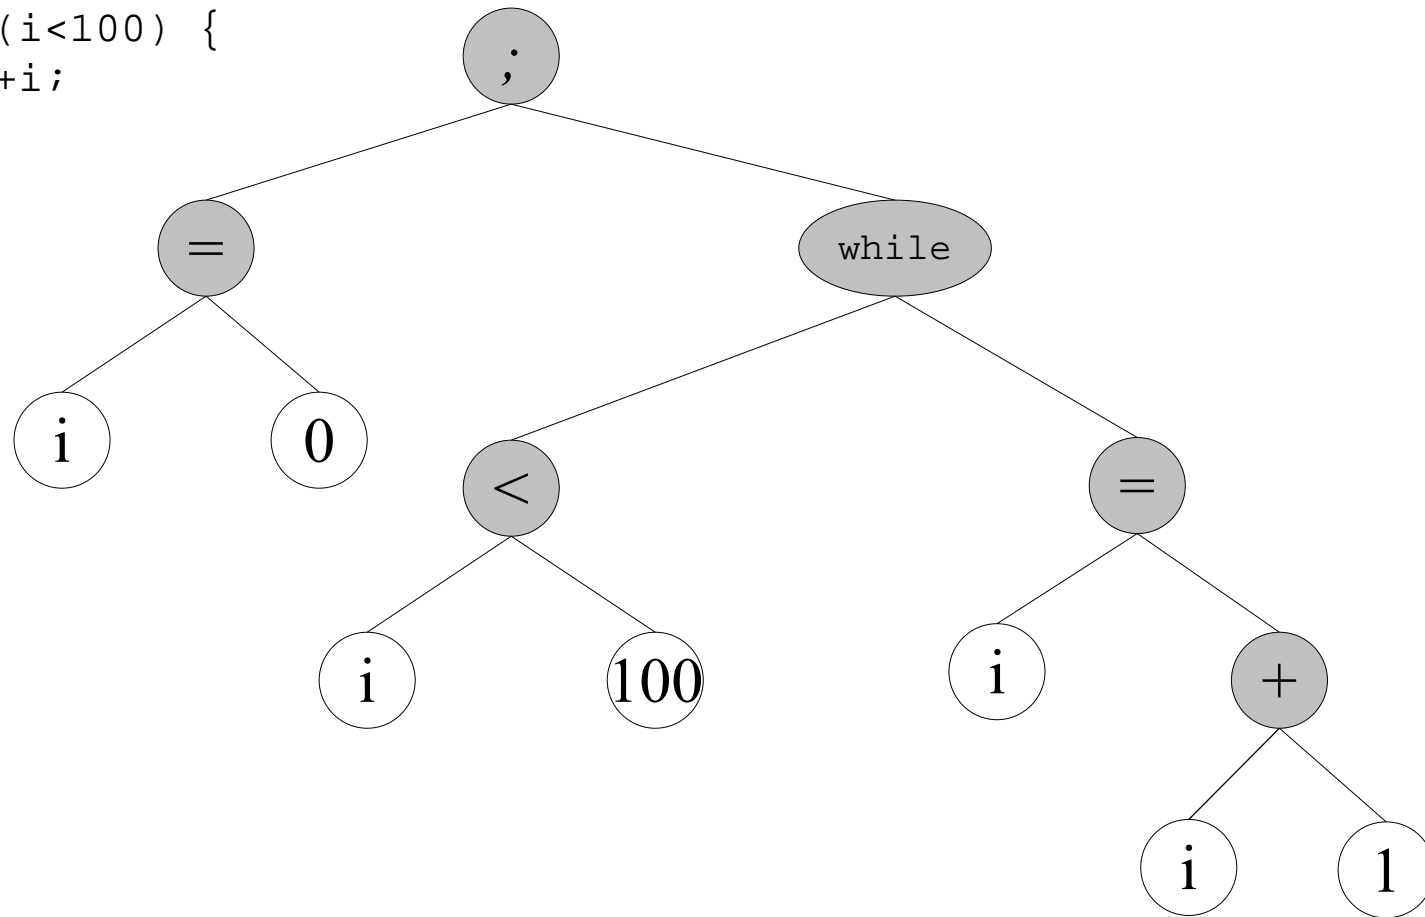 (i<100) {
+i;
;
= while
i 0
< =
i 100 i +
i 1